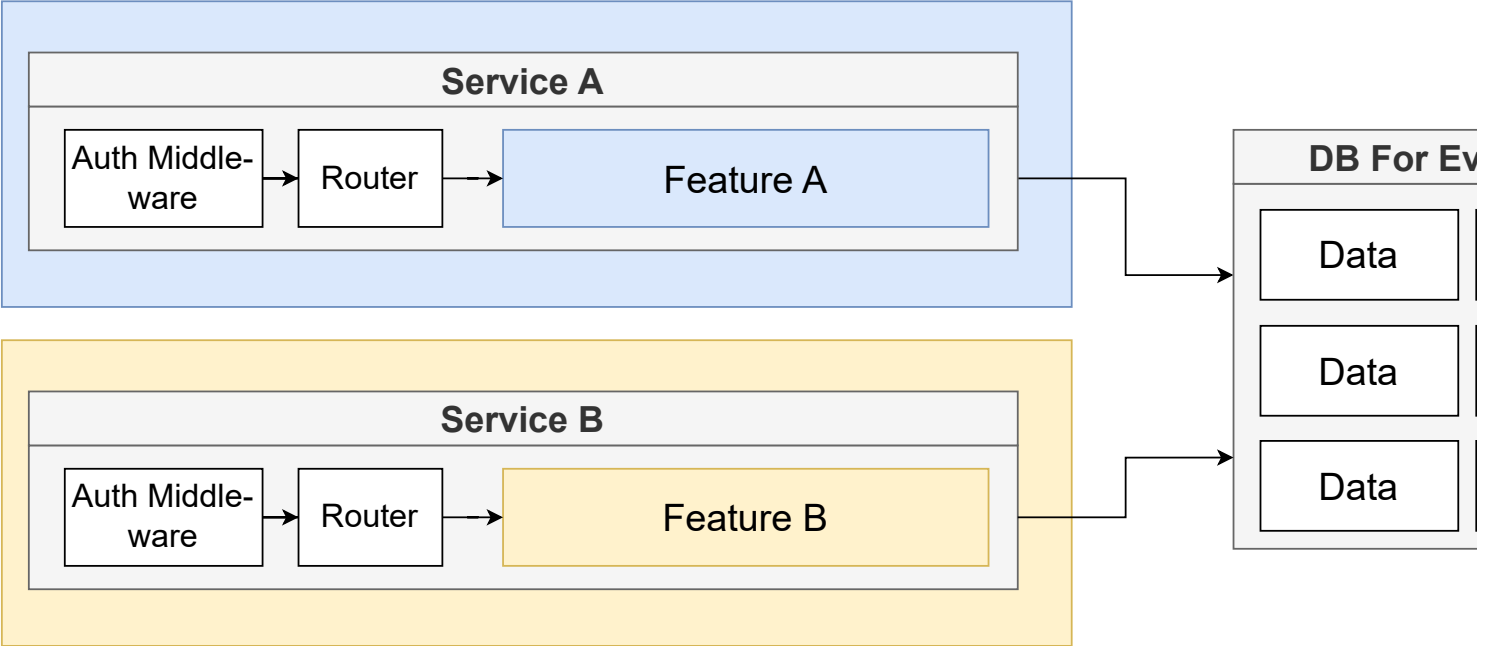 Service A
Auth Middle-
ware
Router
Feature A
DB For Ev
Data
Data
Data
Service B
Auth Middle-
ware
Router
Feature B